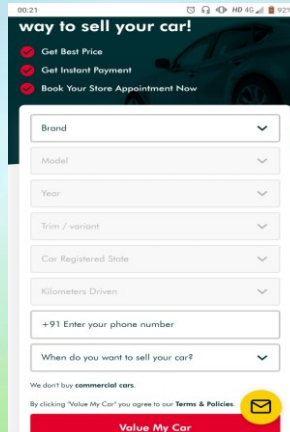 00:21 HD 4G 92%
way to sell your car!
Get Best Price
Get Instant Payment
Book Your Store Appointment Now
Brand
Model
Year
Trim / variant
Car Registered State
Kilometers Driven
+91 Enter your phone number
When do you want to sell your car?
We don't buy commercial cars.
By clicking "Value My Car" you agree to our Terms & Policies.
Value My Car